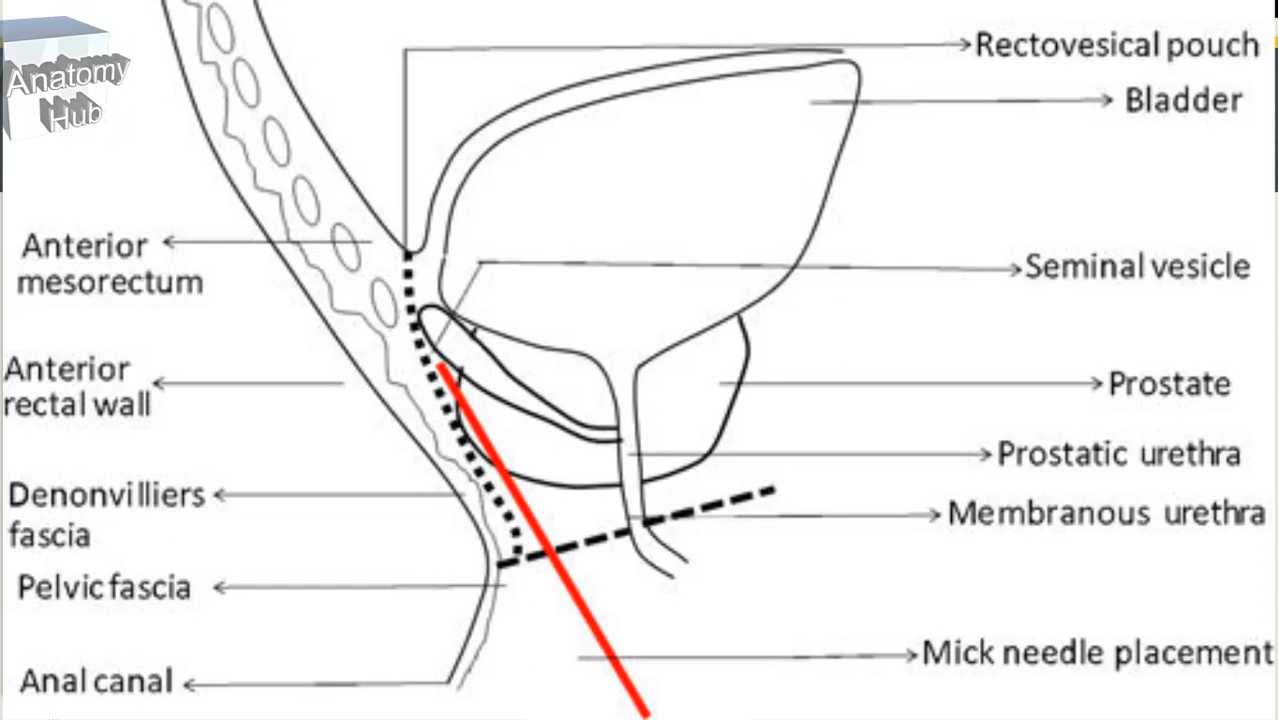 Anatomy
Hub
Rectovesical pouch
Bladder
Anterior
mesorectum
Seminal vesicle
Anterior
rectal wall
Prostate
Prostatic urethra
Denonvilliers
fascia
Membranous urethra
Pelvic fascia
Mick needle placement
Anal canal